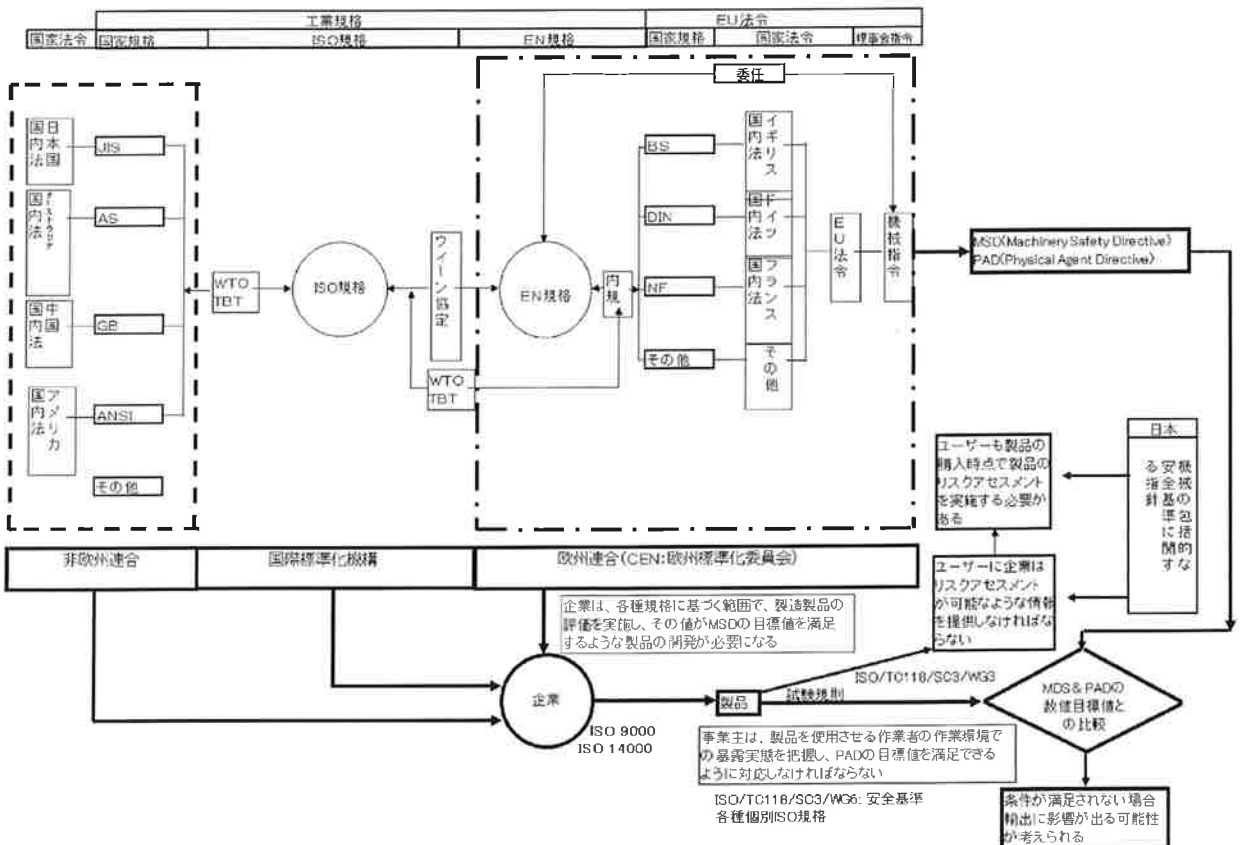 工業規格
EU法令
国家法令
国家規格
ISO規格
EN規格
国家規格
国家法令
理事会指令
委任
日本国
国内法
JIS
オーストラリア
国内法
AS
中国
国内法
GB
アメリカ
国内法
ANSI
その他
WTO
TBT
ISO規格
ウィーン協定
WTO
TBT
EN規格
内規
BS
イギリス
国内法
DIN
ドイツ
国内法
NF
フランス
国内法
その他
その他
EU法令
機械指令
MSD(Machinery Safety Directive)
PAD(Physical Agent Directive)
日本
機械の包括的な
安全基準に関す
る指針
ユーザーも製品の
購入時点で製品の
リスクアセスメント
を実施する必要が
ある
ユーザーに企業は
リスクアセスメント
が可能なような情報
を提供しなければな
らない
非欧州連合
国際標準化機構
欧州連合(CEN:欧州標準化委員会)
企業は、各種規格に基づく範囲で、製造製品の
評価を実施し、その値がMSDの目標値を満足
するような製品の開発が必要になる
企業
ISO 9000
ISO 14000
製品
ISO/TC118/SC3/WG3
試験規則
MDS&PADの
数値目標値と
の比較
事業主は、製品を使用させる作業者の作業環境で
の暴露実態を把握し、PADの目標値を満足できる
ように対応しなければならない
ISO/TC118/SC3/WG6: 安全基準
各種個別ISO規格
条件が満足されない場合
輸出に影響が出る可能性
が考えられる